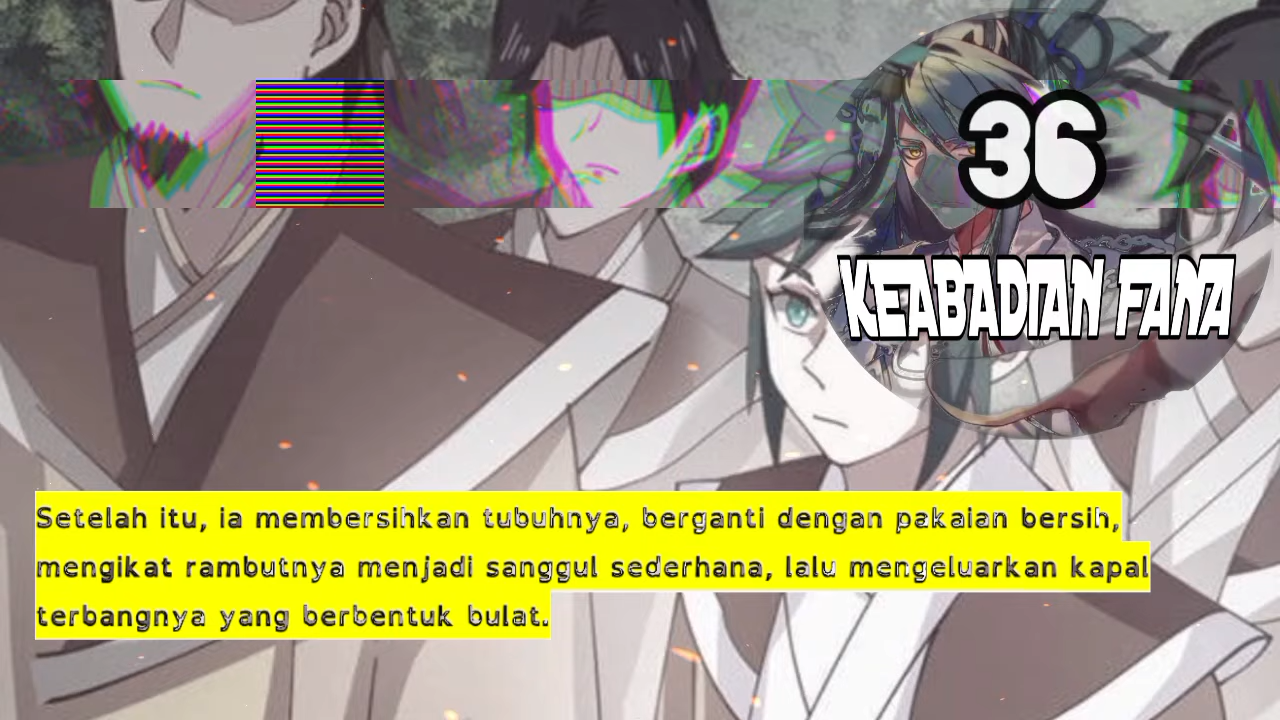 36
KEABADIAN FANA
Setelah itu, ia membersihkan tubuhnya, berganti dengan pakaian bersih,
mengikat rambutnya menjadi sanggul sederhana, lalu mengeluarkan kapal
terbangnya yang berbentuk bulat.